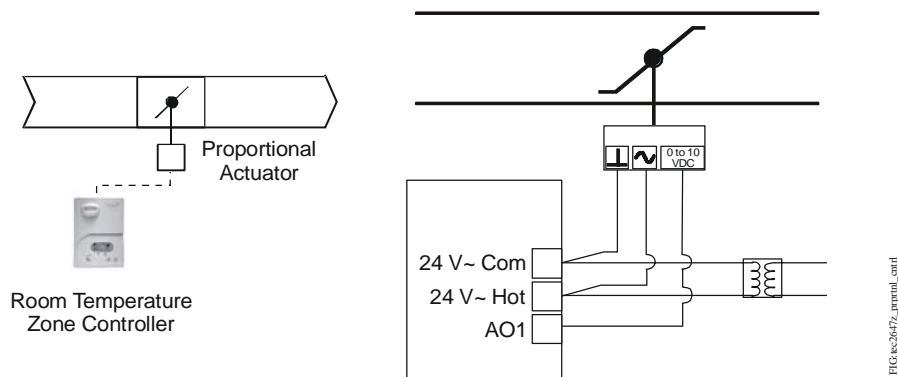 Proportional
Actuator
Room Temperature
Zone Controller
0 to 10
VDC
24 V~ Com
24 V~ Hot
AO1
FIG:tec2647z_prprtnl_cntrl